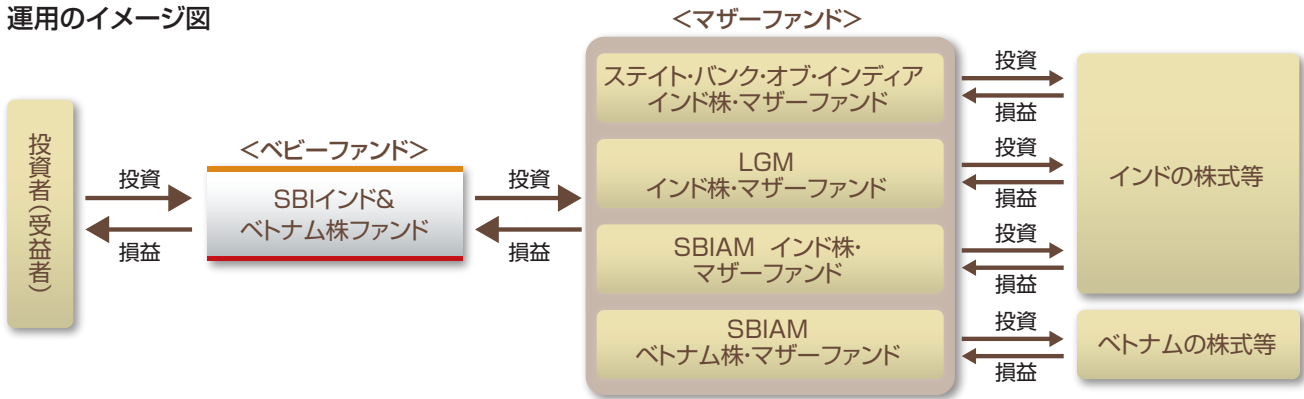 運用のイメージ図
投資者(受益者)
投資
損益
<ベビーファンド>
SBIインド&
ベトナム株ファンド
投資
損益
<マザーファンド>
ステイト・バンク・オブ・インディア
インド株・マザーファンド
LGM
インド株・マザーファンド
SBIAM インド株・
マザーファンド
SBIAM
ベトナム株・マザーファンド
投資
損益
投資
損益
投資
損益
投資
損益
インドの株式等
ベトナムの株式等